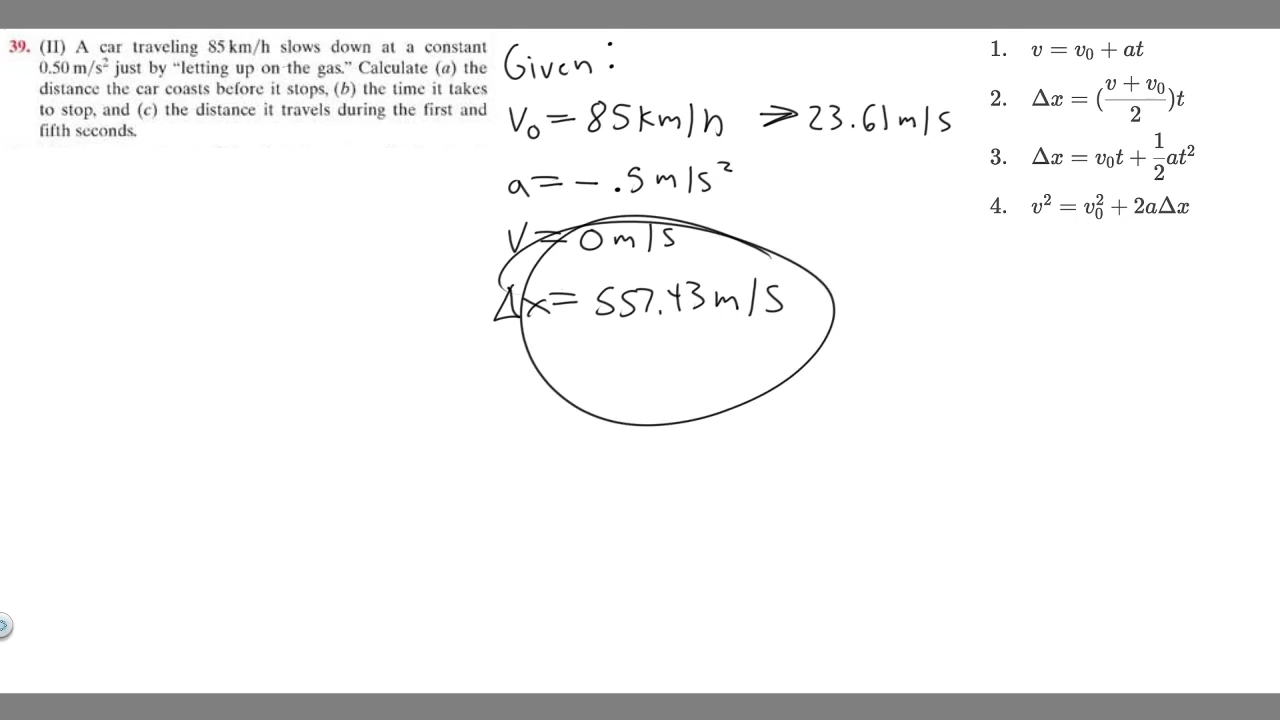 39. (II) A car traveling 85 km/h slows down at a constant
0.50 m/s² just by “letting up on the gas.” Calculate (a) the
distance the car coasts before it stops, (b) the time it takes
to stop, and (c) the distance it travels during the first and
fifth seconds.
Given:
V₀ = 85 km/h → 23.61 m/s
a = - .5 m/s²
V = 0 m/s
Δx = 557.43 m/s
1. v = v₀ + at
2. Δx = (v + v₀ / 2)t
3. Δx = v₀t + 1/2 at²
4. v² = v₀² + 2aΔx